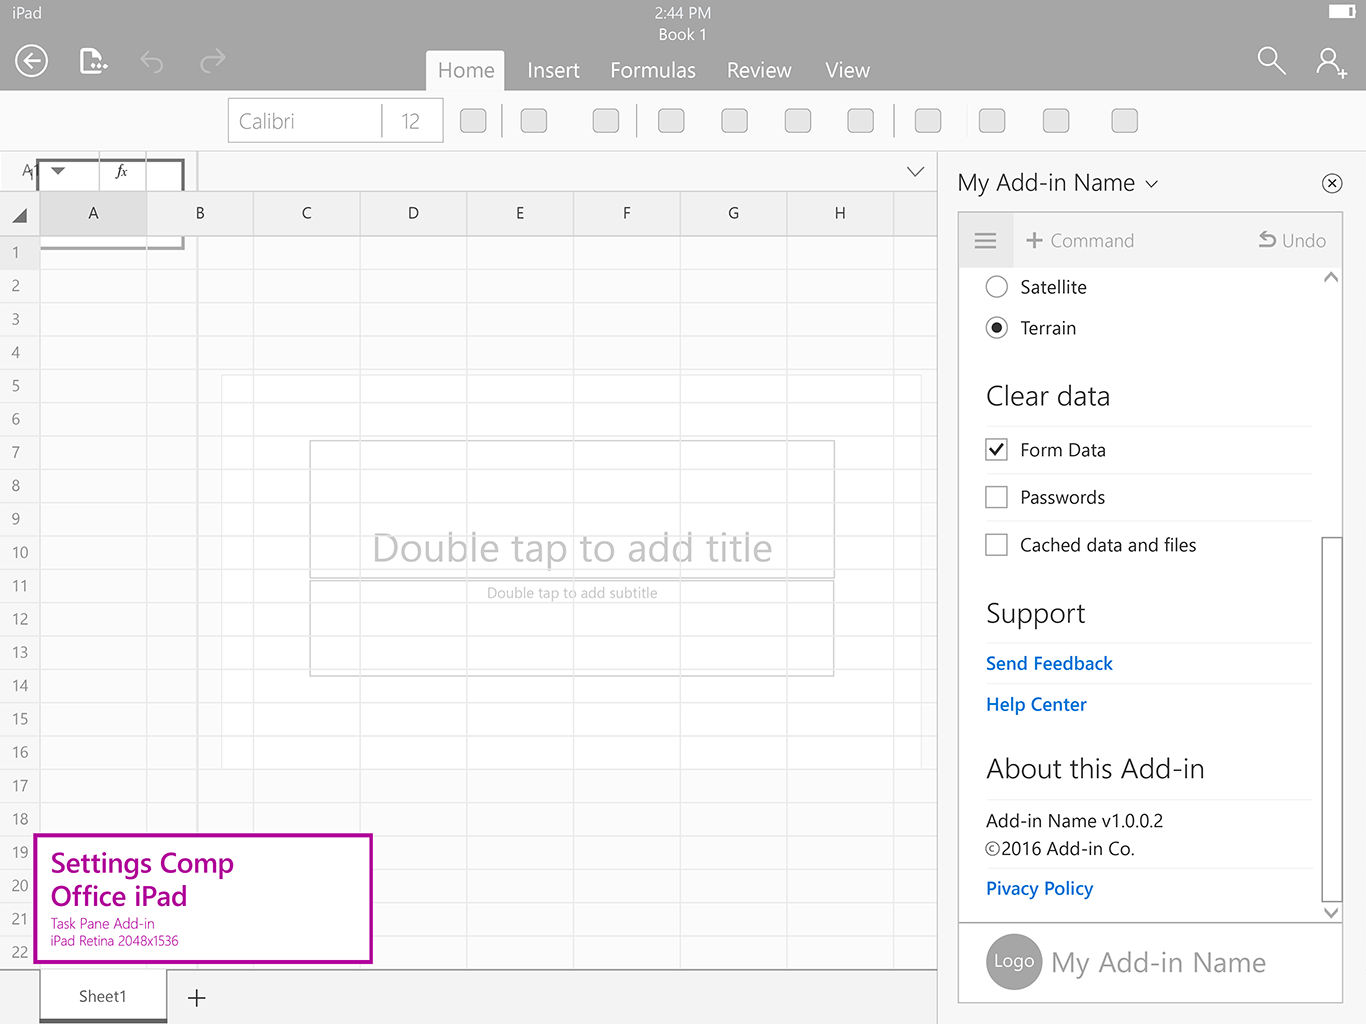 iPad
2:44 PM
Book 1
Home Insert Formulas Review View
Calibri 12
A1 fx
A B C D E F G H
1
2
3
4
5
6
7
8
9
10
11
12
13
14
15
16
17
18
19
20
21
22
Double tap to add title
Double tap to add subtitle
Settings Comp
Office iPad
Task Pane Add-in
iPad Retina 2048x1536
Sheet1
My Add-in Name
Command Undo
Satellite
Terrain
Clear data
Form Data
Passwords
Cached data and files
Support
Send Feedback
Help Center
About this Add-in
Add-in Name v1.0.0.2
©2016 Add-in Co.
Pivacy Policy
Logo My Add-in Name